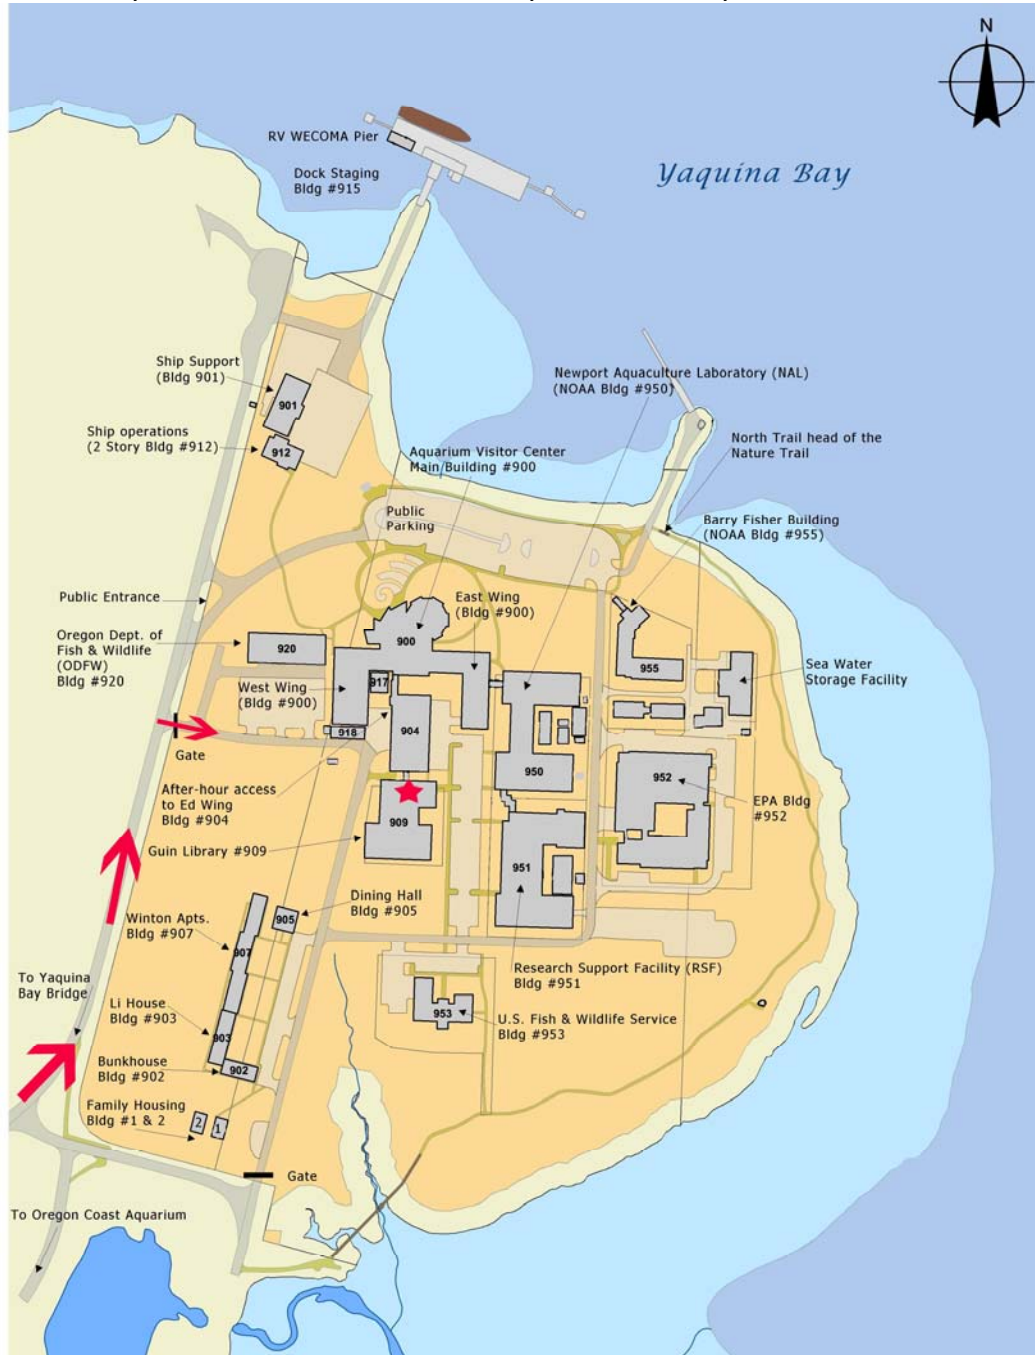 N
Yaquina Bay
RV WECOMA Pier
Dock Staging
Bldg #915
Ship Support
(Bldg 901)
901
Ship operations
(2 Story Bldg #912)
912
Newport Aquaculture Laboratory (NAL)
(NOAA Bldg #950)
Aquarium Visitor Center
Main Building #900
North Trail head of the
Nature Trail
Public
Parking
Barry Fisher Building
(NOAA Bldg #955)
Public Entrance
East Wing
(Bldg #900)
Oregon Dept. of
Fish & Wildlife
(ODFW)
Bldg #920
920
900
917
West Wing
(Bldg #900)
955
Sea Water
Storage Facility
918
904
Gate
950
952
After-hour access
to Ed Wing
Bldg #904
EPA Bldg
#952
909
Guin Library #909
951
Dining Hall
Bldg #905
905
Winton Apts.
Bldg #907
907
Research Support Facility (RSF)
Bldg #951
To Yaquina
Bay Bridge
Li House
Bldg #903
903
953
U.S. Fish & Wildlife Service
Bldg #953
Bunkhouse
Bldg #902
902
Family Housing
Bldg #1 & 2
2
1
Gate
To Oregon Coast Aquarium